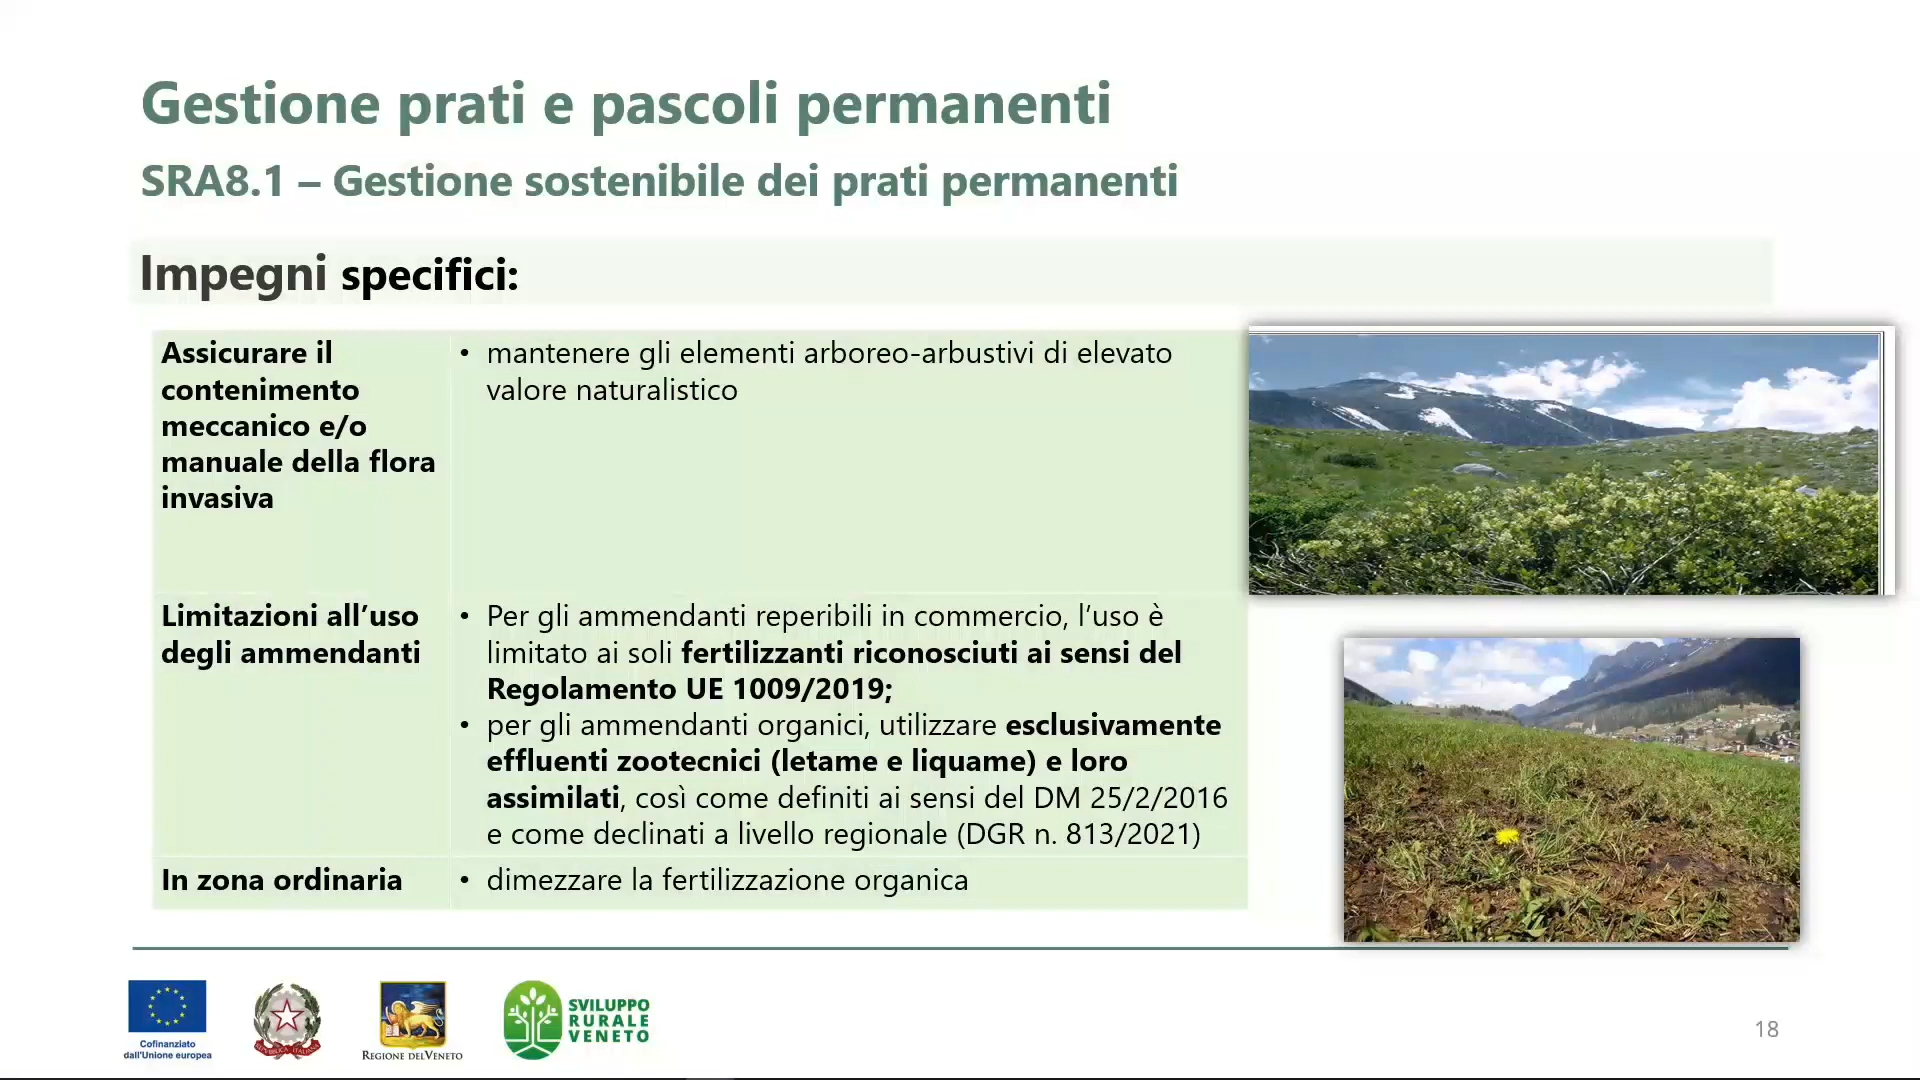 Gestione prati e pascoli permanenti
SRA8.1 – Gestione sostenibile dei prati permanenti
Impegni specifici:
Assicurare il
contenimento
meccanico e/o
manuale della flora
invasiva
• mantenere gli elementi arboreo-arbustivi di elevato
valore naturalistico
Limitazioni all’uso
degli ammendanti
• Per gli ammendanti reperibili in commercio, l’uso è
limitato ai soli fertilizzanti riconosciuti ai sensi del
Regolamento UE 1009/2019;
• per gli ammendanti organici, utilizzare esclusivamente
effluenti zootecnici (letame e liquame) e loro
assimilati, così come definiti ai sensi del DM 25/2/2016
e come declinati a livello regionale (DGR n. 813/2021)
In zona ordinaria
• dimezzare la fertilizzazione organica
Cofinanziato
dall'Unione europea
REGIONE DEL VENETO
SVILUPPO
RURALE
VENETO
18